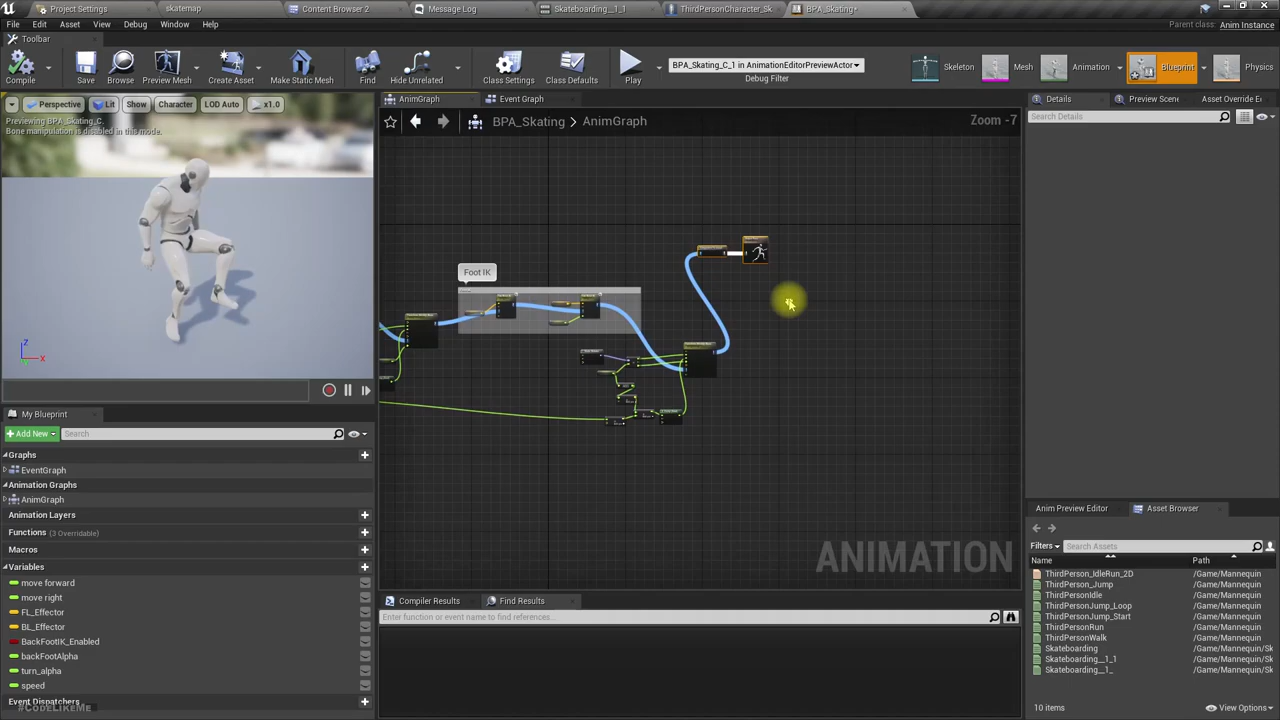 Project Settings
skatemap
Content Browser 2
Message Log
Skateboarding__1_1
ThirdPersonCharacter_Sk
BPA_Skating*
File Edit Asset View Debug Window Help
Parent class: Anim Instance
Toolbar
Compile
Save
Browse
Preview Mesh
Create Asset
Make Static Mesh
Find
Hide Unrelated
Class Settings
Class Defaults
Play
BPA_Skating_C_1 in AnimationEditorPreviewActor
Debug Filter
Skeleton
Mesh
Animation
Blueprint
Physics
Perspective
Lit
Show
Character
LOD Auto
x1.0
Previewing BPA_Skating_C.
Bone manipulation is disabled in this mode.
Z
X
AnimGraph
Event Graph
BPA_Skating > AnimGraph
Zoom -7
Foot IK
ANIMATION
Details
Preview Scene
Asset Override E
Search Details
My Blueprint
+ Add New
Search
Graphs
EventGraph
Animation Graphs
AnimGraph
Animation Layers
Functions (3 Overridable)
Macros
Variables
move forward
move right
FL_Effector
BL_Effector
BackFootIK_Enabled
backFootAlpha
turn_alpha
speed
Event Dispatchers
#CODELIKEME
Compiler Results
Find Results
Enter function or event name to find references...
Anim Preview Editor
Asset Browser
Filters
Search Assets
Name Path
ThirdPerson_IdleRun_2D /Game/Mannequin
ThirdPerson_Jump /Game/Mannequin
ThirdPersonIdle /Game/Mannequin
ThirdPersonJump_Loop /Game/Mannequin
ThirdPersonJump_Start /Game/Mannequin
ThirdPersonRun /Game/Mannequin
ThirdPersonWalk /Game/Mannequin
Skateboarding /Game/Mannequin/Sk
Skateboarding__1_1 /Game/Mannequin/Sk
Skateboarding__1_ /Game/Mannequin/Sk
10 items
View Options